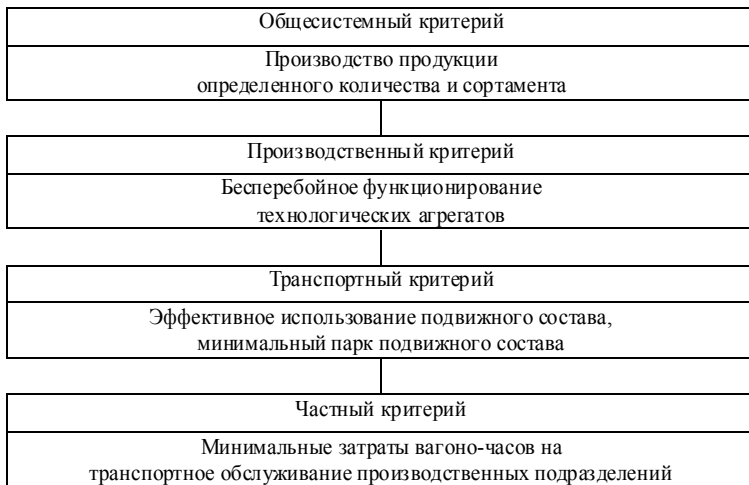 Общесистемный критерий
Производство продукции
определенного количества и сортамента
Производственный критерий
Бесперебойное функционирование
технологических агрегатов
Транспортный критерий
Эффективное использование подвижного состава,
минимальный парк подвижного состава
Частный критерий
Минимальные затраты вагоно-часов на
транспортное обслуживание производственных подразделений